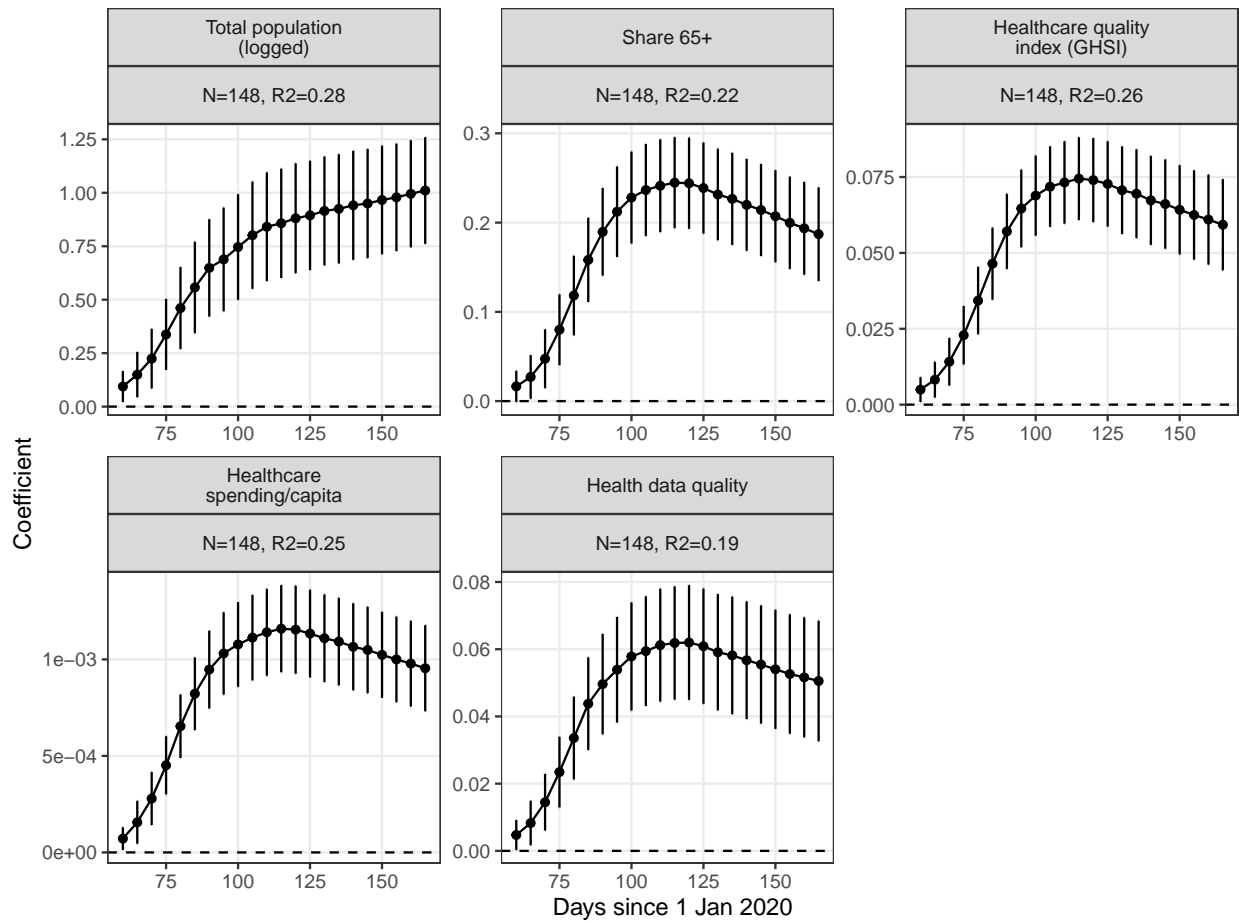 Total population
(logged)
N=148, R2=0.28
1.25
1.00
0.75
0.50
0.25
0.00
75 100 125 150
Share 65+
N=148, R2=0.22
0.3
0.2
0.1
0.0
75 100 125 150
Healthcare quality
index (GHSI)
N=148, R2=0.26
0.075
0.050
0.025
0.000
75 100 125 150
Coefficient
Healthcare
spending/capita
N=148, R2=0.25
1e−03
5e−04
0e+00
75 100 125 150
Health data quality
N=148, R2=0.19
0.08
0.06
0.04
0.02
0.00
75 100 125 150
Days since 1 Jan 2020